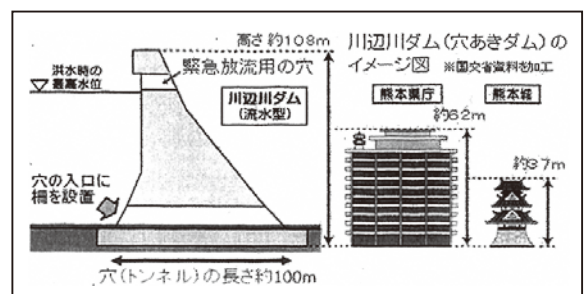 高さ約108m
川辺川ダム(穴あきダム)の
イメージ図 ※国交省資料を加工
洪水時の
最高水位
緊急放流用の穴
川辺川ダム
(流水型)
熊本県庁
熊本城
約62m
約37m
穴の入口に
柵を設置
穴(トンネル)の長さ約100m